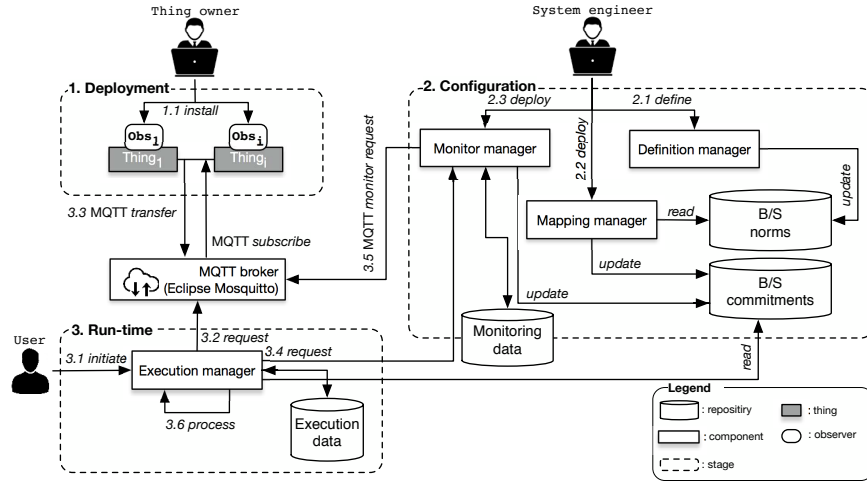 Thing owner
System engineer
1. Deployment
2. Configuration
1.1 install
2.3 deploy
2.1 define
Obs1
Obsi
Thing1
Thingi
Monitor manager
Definition manager
2.2 deploy
3.5 MQTT monitor request
update
3.3 MQTT transfer
Mapping manager
read
B/S
norms
MQTT subscribe
MQTT broker
(Eclipse Mosquitto)
update
B/S
commitments
update
Monitoring
data
3. Run-time
3.2 request
3.4 request
User
3.1 initiate
Execution manager
read
3.6 process
Execution
data
Legend
: repositiry
: thing
: component
: observer
: stage